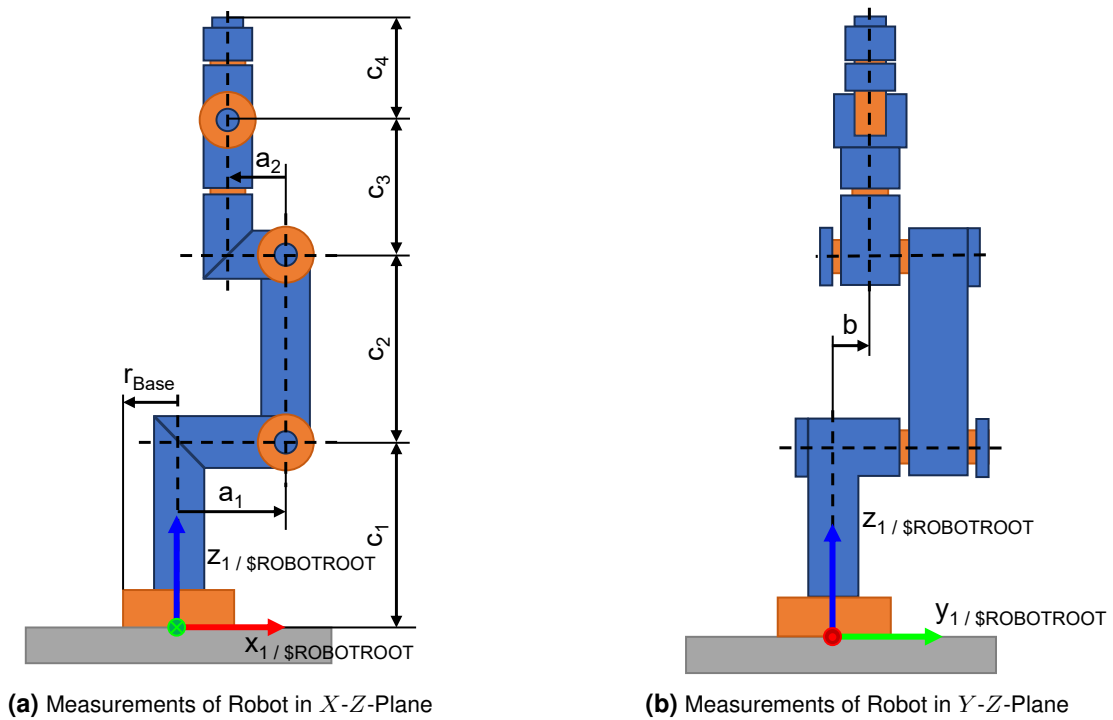 c₄
a₂
c₃
c₂
r_Base
a₁
c₁
z₁ / $ROBOTROOT
x₁ / $ROBOTROOT
(a) Measurements of Robot in X-Z-Plane
b
z₁ / $ROBOTROOT
y₁ / $ROBOTROOT
(b) Measurements of Robot in Y-Z-Plane